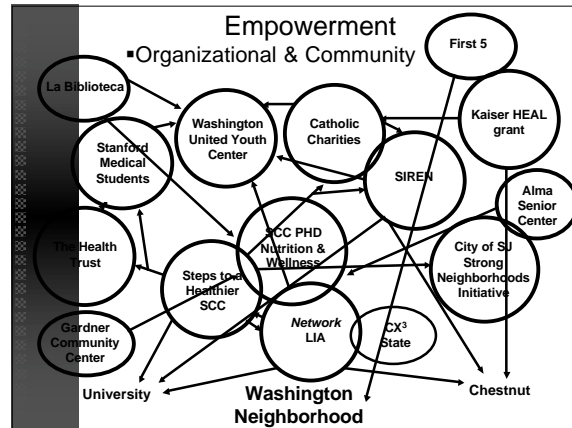 Empowerment
▪Organizational & Community
First 5
La Biblioteca
Washington
United Youth
Center
Catholic
Charities
Kaiser HEAL
grant
Stanford
Medical
Students
SIREN
Alma
Senior
Center
The Health
Trust
SCC PHD
Nutrition &
Wellness
City of SJ
Strong
Neighborhoods
Initiative
Steps to a
Healthier
SCC
Gardner
Community
Center
Network
LIA
CX³
State
University
Washington
Neighborhood
Chestnut